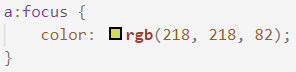 a:focus {
    color: rgb(218, 218, 82);
}